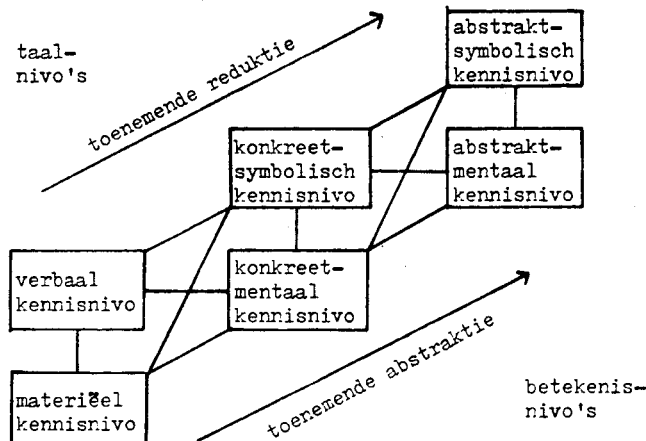 taal-
nivo's
toenemende reduktie
abstrakt-
symbolisch
kennisnivo
konkreet-
symbolisch
kennisnivo
abstrakt-
mentaal
kennisnivo
verbaal
kennisnivo
konkreet-
mentaal
kennisnivo
materiëel
kennisnivo
toenemende abstraktie
betekenis-
nivo's